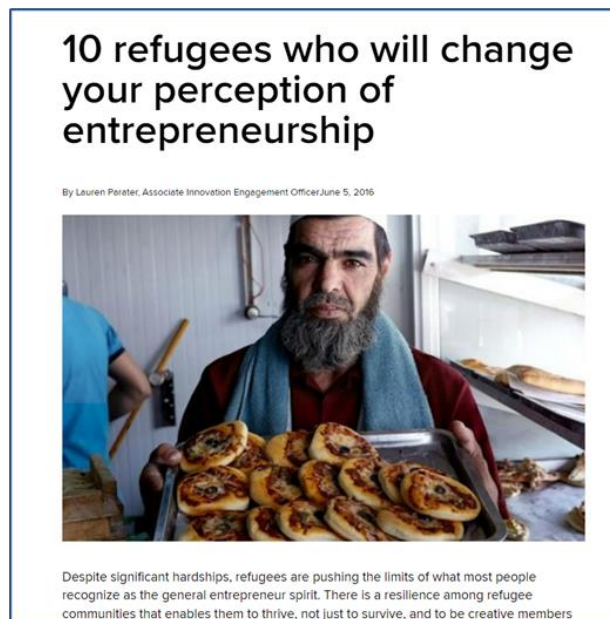 10 refugees who will change
your perception of
entrepreneurship
By Lauren Parater, Associate Innovation Engagement OfficerJune 5, 2016
Despite significant hardships, refugees are pushing the limits of what most people
recognize as the general entrepreneur spirit. There is a resilience among refugee
communities that enables them to thrive, not just to survive, and to be creative members